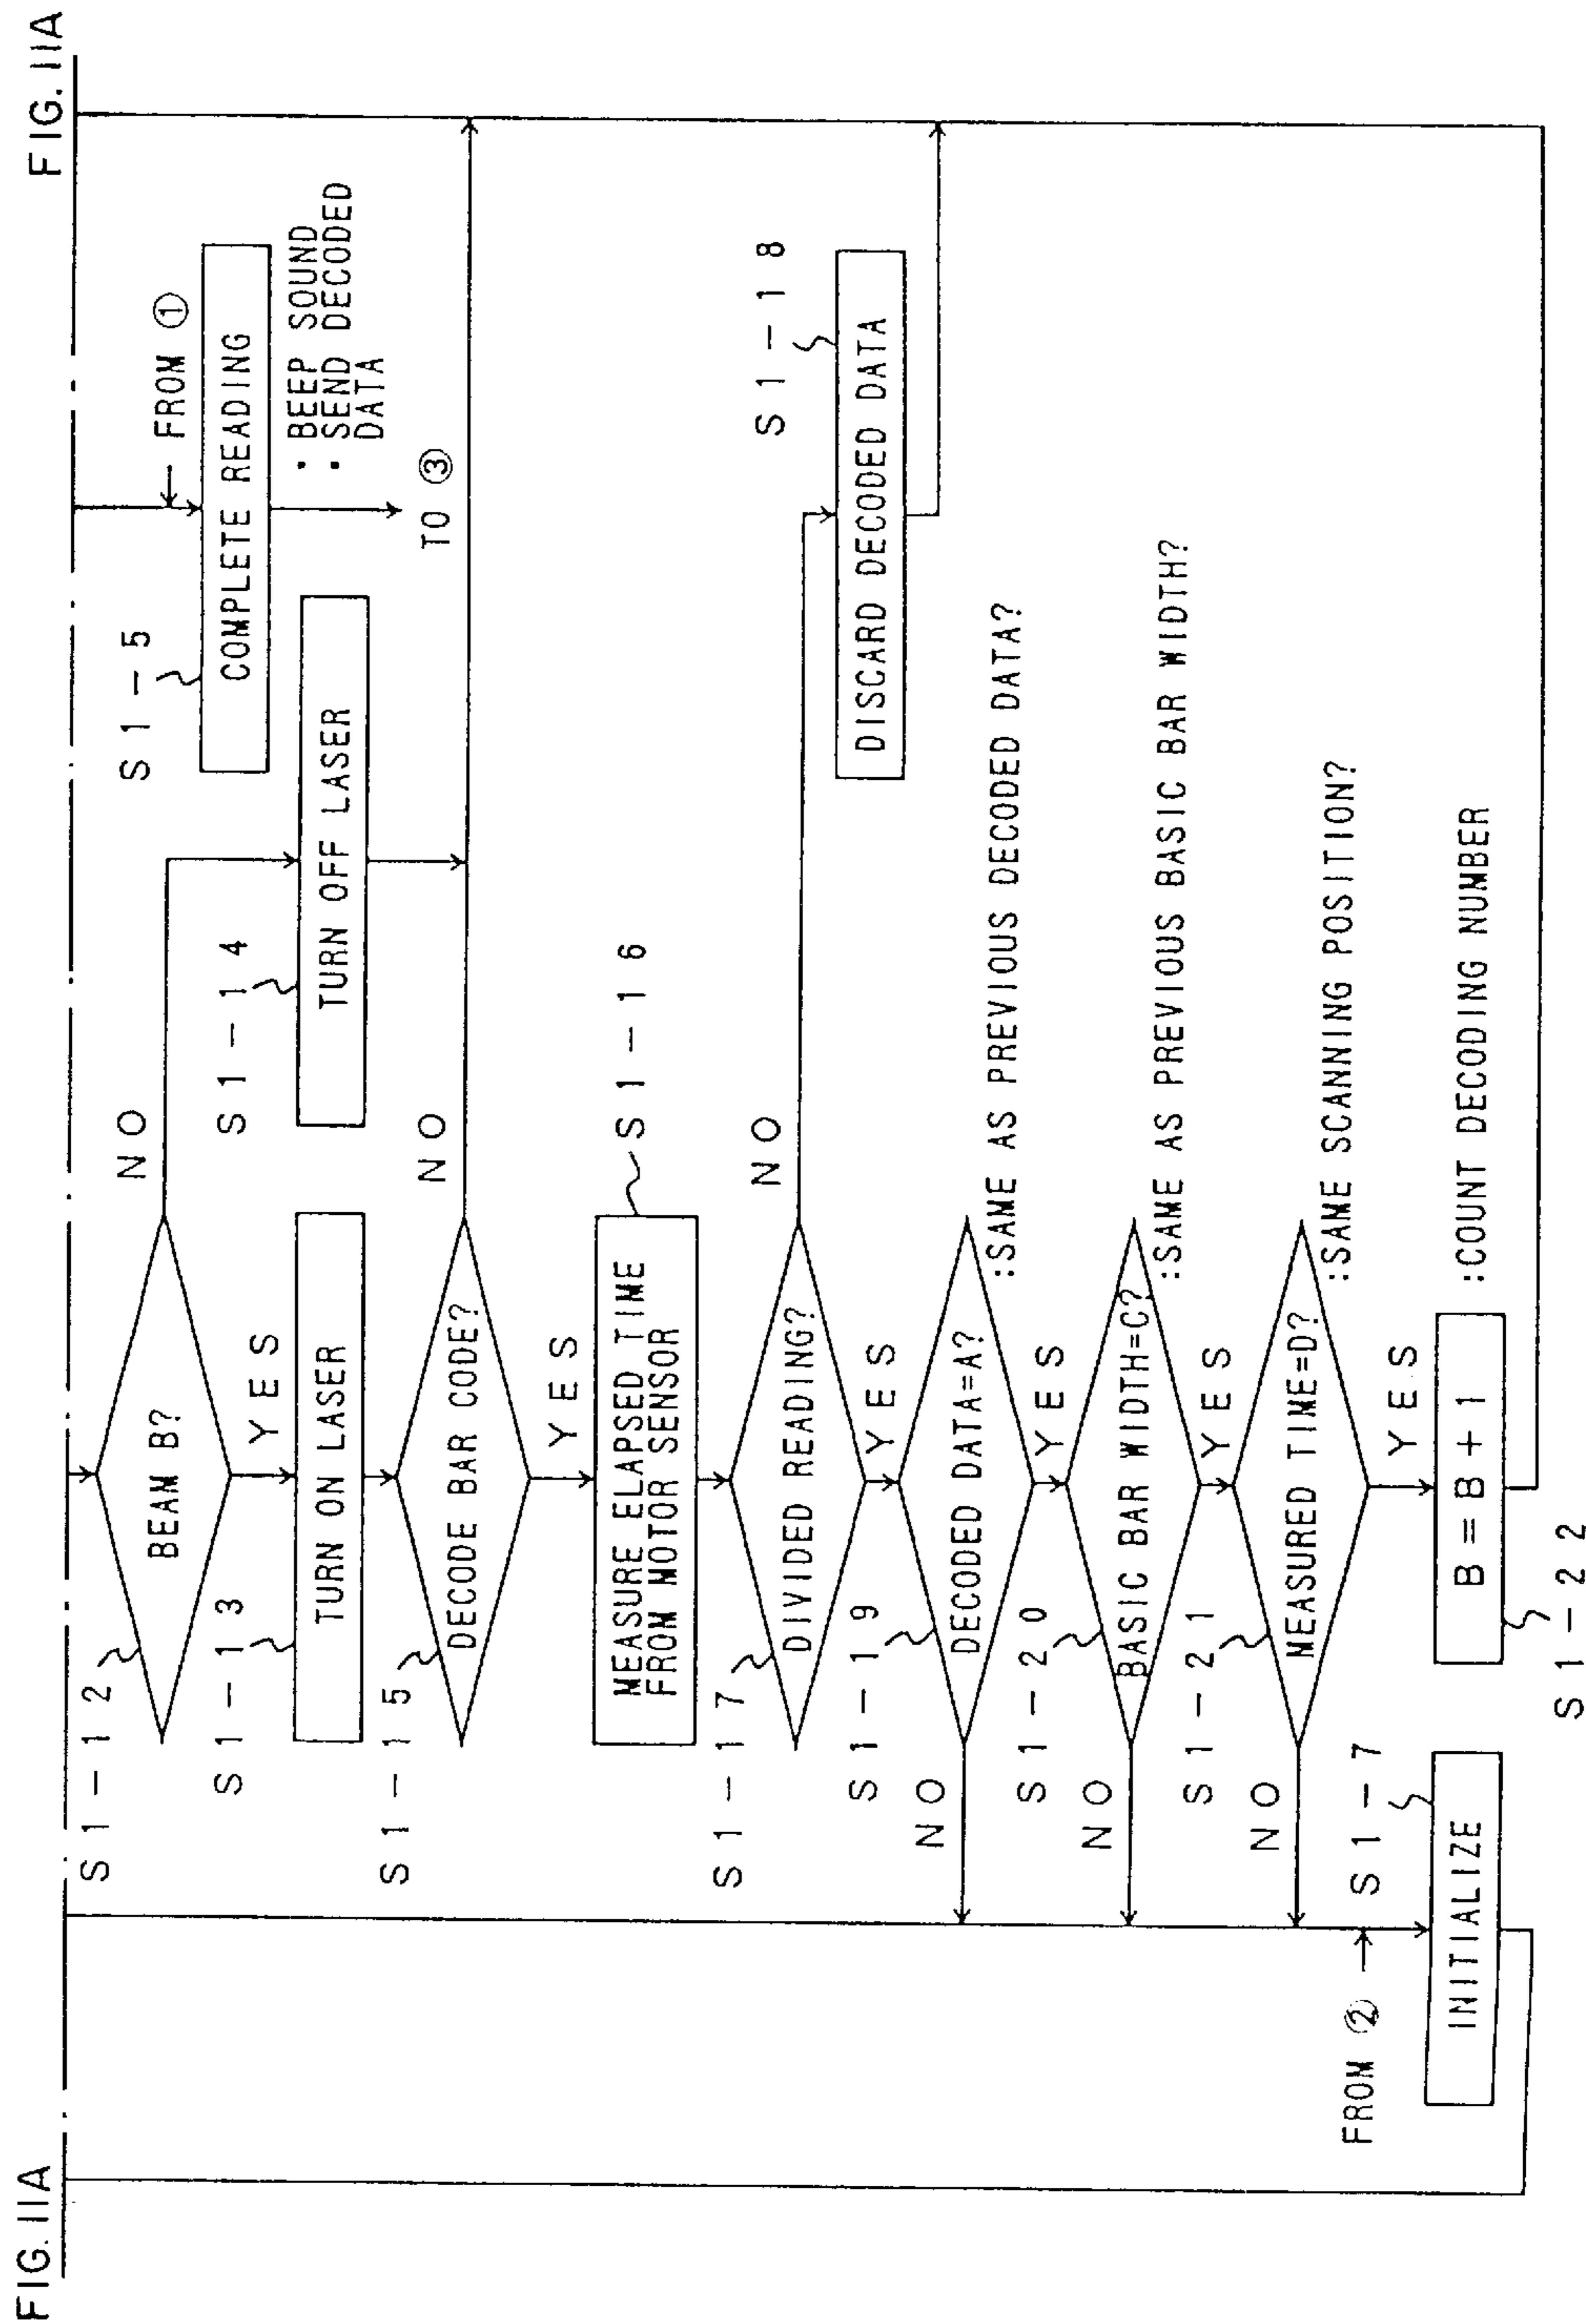 FIG. 11A
FIG. 11A
S1-12
BEAM B?
NO
YES
S1-5
← FROM ①
COMPLETE READING
: BEEP SOUND
• SEND DECODED
DATA
TO ③
S1-13
TURN ON LASER
S1-14
TURN OFF LASER
S1-15
DECODE BAR CODE?
NO
YES
MEASURE ELAPSED TIME
FROM MOTOR SENSOR
S1-16
S1-17
DIVIDED READING?
NO
YES
S1-18
DISCARD DECODED DATA
S1-19
DECODED DATA=A?
:SAME AS PREVIOUS DECODED DATA?
NO
YES
S1-20
BASIC BAR WIDTH=C?
:SAME AS PREVIOUS BASIC BAR WIDTH?
NO
YES
S1-21
MEASURED TIME=D?
:SAME SCANNING POSITION?
NO
YES
FROM ② →
S1-7
INITIALIZE
B=B+1
:COUNT DECODING NUMBER
S1-22